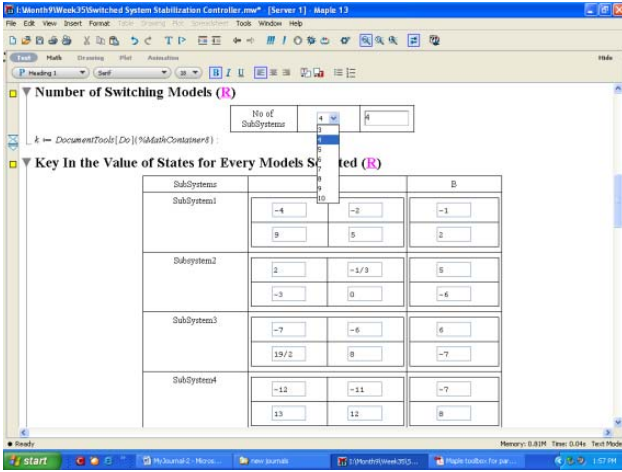 I:\Month9\Week35\Switched System Stabilization Controller.mw* - [Server 1] - Maple 13
File Edit View Insert Format Table Drawing Plot Spreadsheet Tools Window Help
Text Math Drawing Plot Animation Hide
P Heading 1 Serif 18 B I U
Number of Switching Models (R)
No of SubSystems 4 4
3
4
5
6
7
8
9
10
k := DocumentTools[Do](%MathContainer8) :
Key In the Value of States for Every Models S ted (R)
SubSystems B
SubSystem1 -4 -2 -1
9 5 2
Subsystem2 2 -1/3 5
-3 0 -6
SubSystem3 -7 -6 6
19/2 8 -7
SubSystem4 -12 -11 -7
13 12 8
Ready Memory: 0.81M Time: 0.04s Text Mode
start MyJournal-2 - Micros... new journals I:\Month9\Week35\S... Maple toolbox for par... 1:57 PM